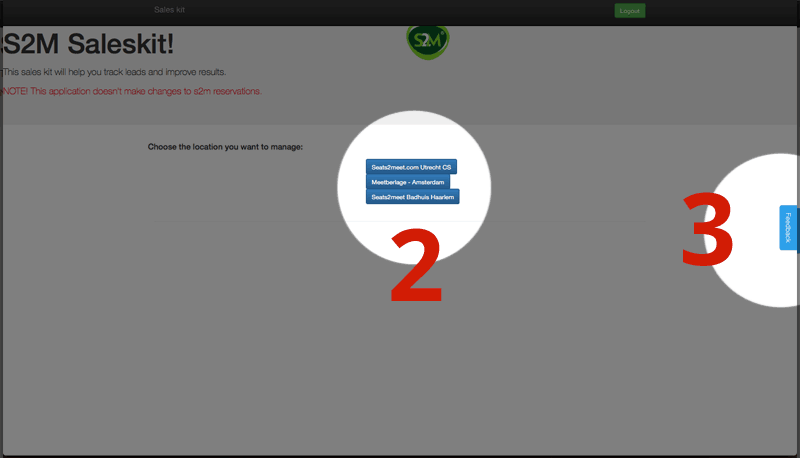 Sales kit
Logout
S2M Saleskit!
S2M
This sales kit will help you track leads and improve results.
NOTE! This application doesn't make changes to s2m reservations.
Choose the location you want to manage:
Seats2meet.com Utrecht CS
Meetberlage - Amsterdam
Seats2meet Badhuis Haarlem
2
3
Feedback